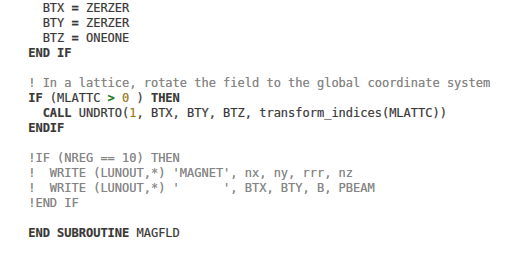 BTX = ZERZER
BTY = ZERZER
BTZ = ONEONE
END IF
! In a lattice, rotate the field to the global coordinate system
IF (MLATTC > 0 ) THEN
CALL UNDRTO(1, BTX, BTY, BTZ, transform_indices(MLATTC))
ENDIF
!IF (NREG == 10) THEN
!  WRITE (LUNOUT,*) 'MAGNET', nx, ny, rrr, nz
!  WRITE (LUNOUT,*) '      ', BTX, BTY, B, PBEAM
!END IF
END SUBROUTINE MAGFLD